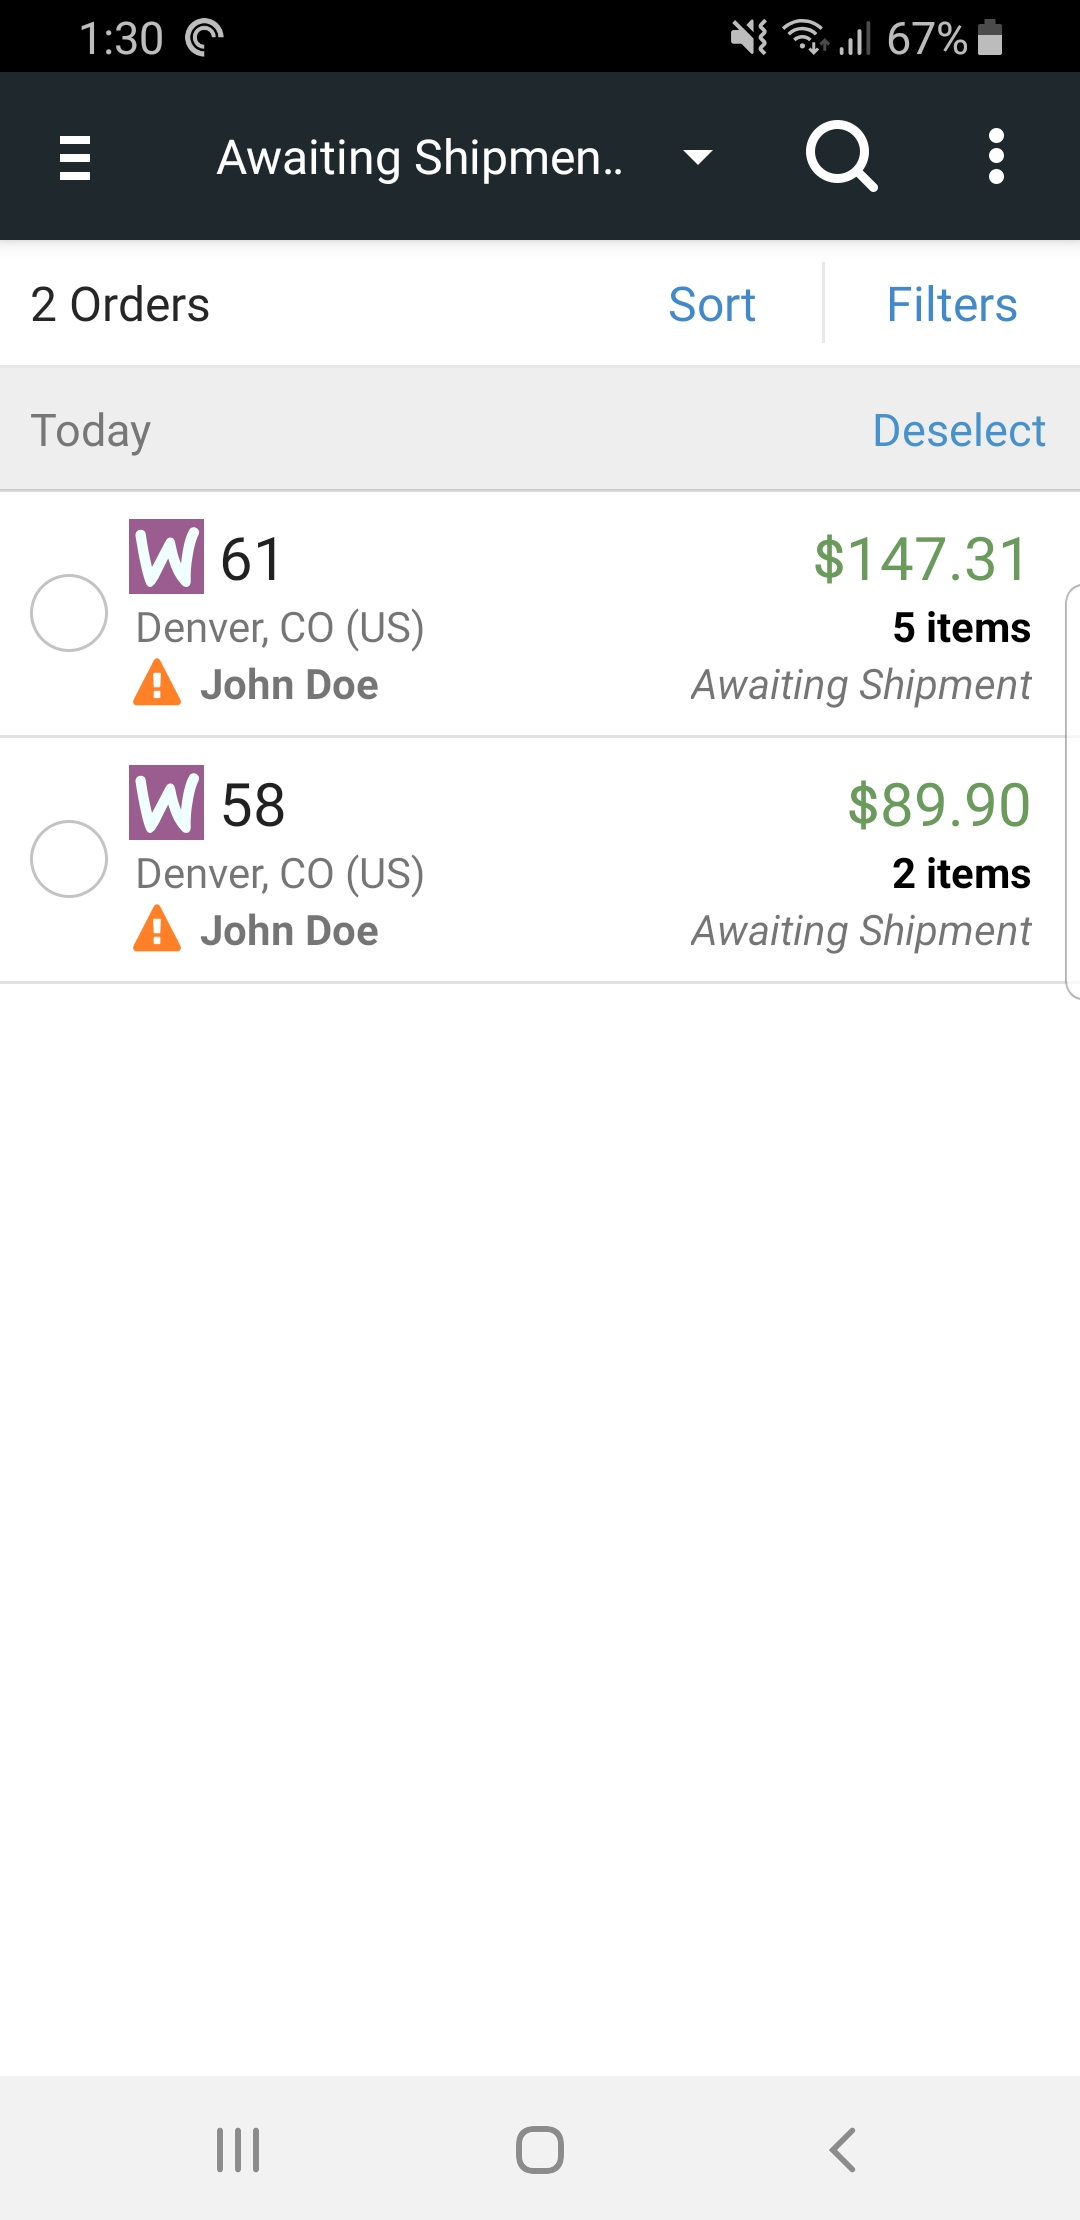 1:30 67%
Awaiting Shipmen..
2 Orders Sort Filters
Today Deselect
W 61 $147.31
Denver, CO (US) 5 items
John Doe Awaiting Shipment
W 58 $89.90
Denver, CO (US) 2 items
John Doe Awaiting Shipment